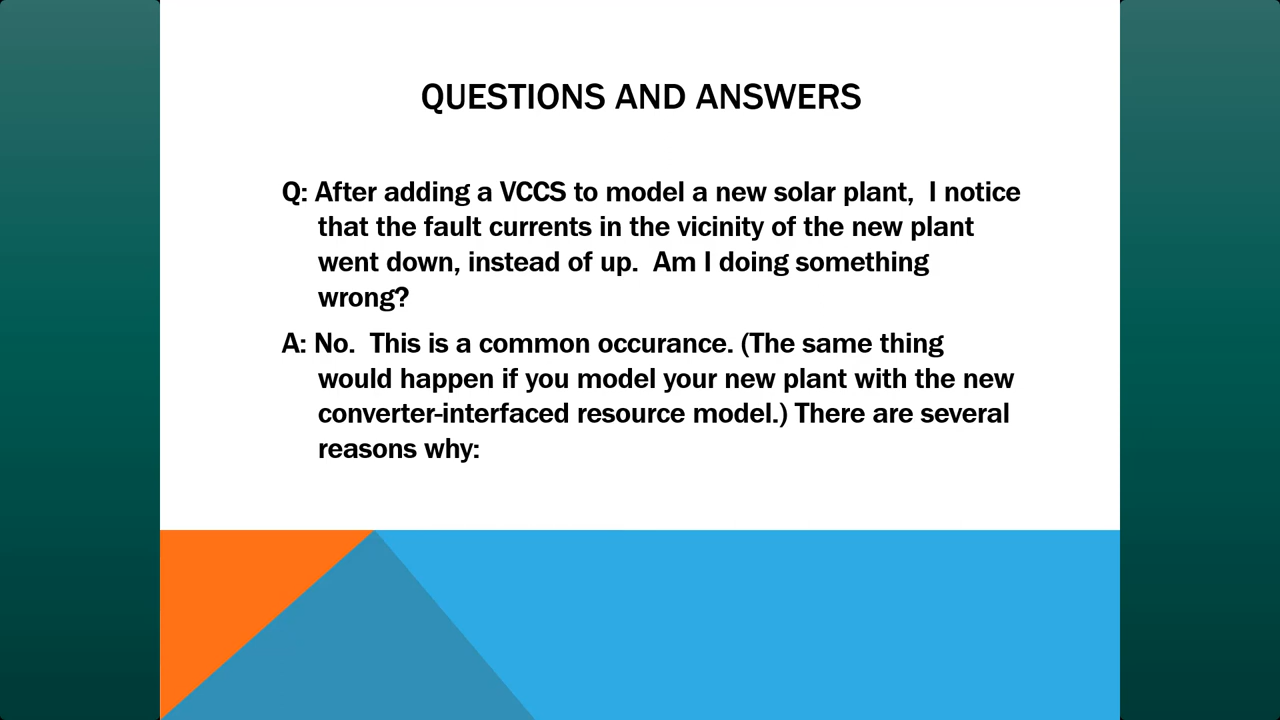 QUESTIONS AND ANSWERS
Q: After adding a VCCS to model a new solar plant,  I notice
that the fault currents in the vicinity of the new plant
went down, instead of up.  Am I doing something
wrong?
A: No.  This is a common occurance. (The same thing
would happen if you model your new plant with the new
converter-interfaced resource model.) There are several
reasons why: